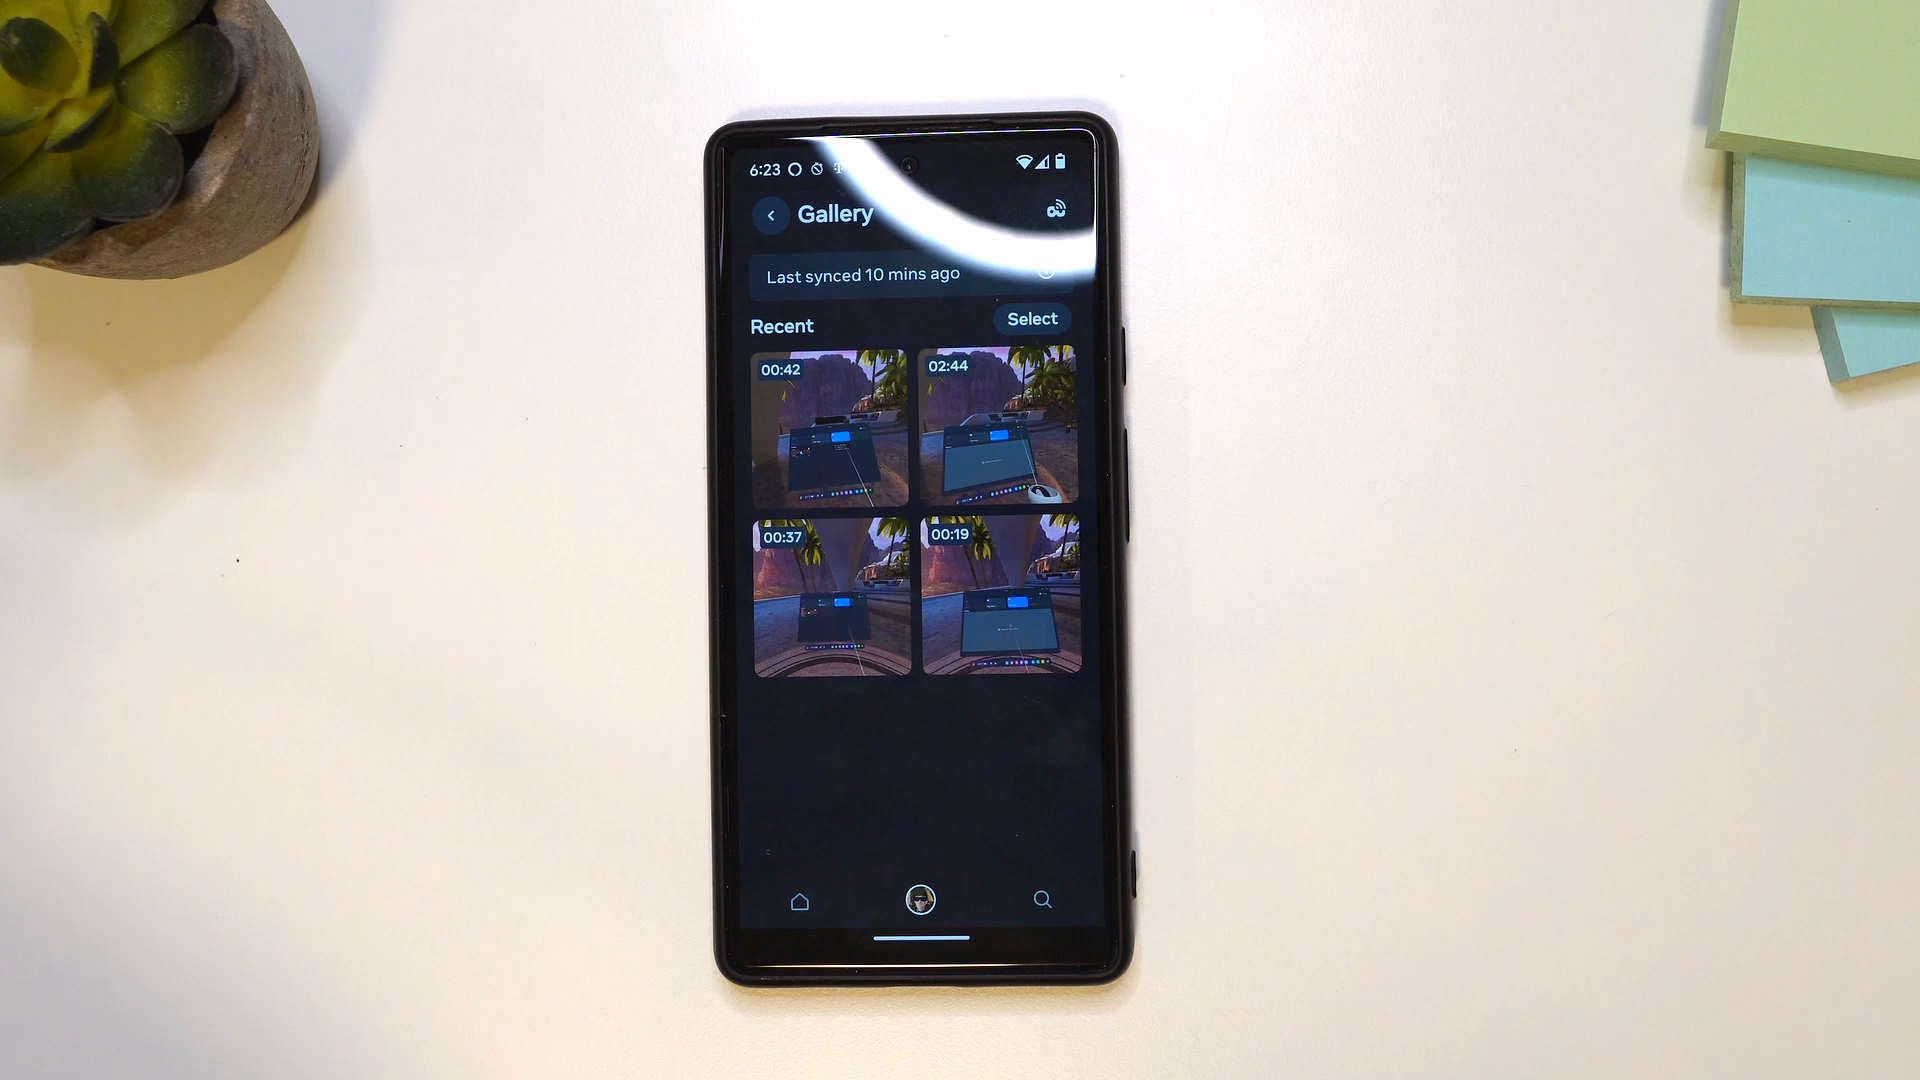 6:23
Gallery
Last synced 10 mins ago
Recent
Select
00:42
02:44
00:37
00:19